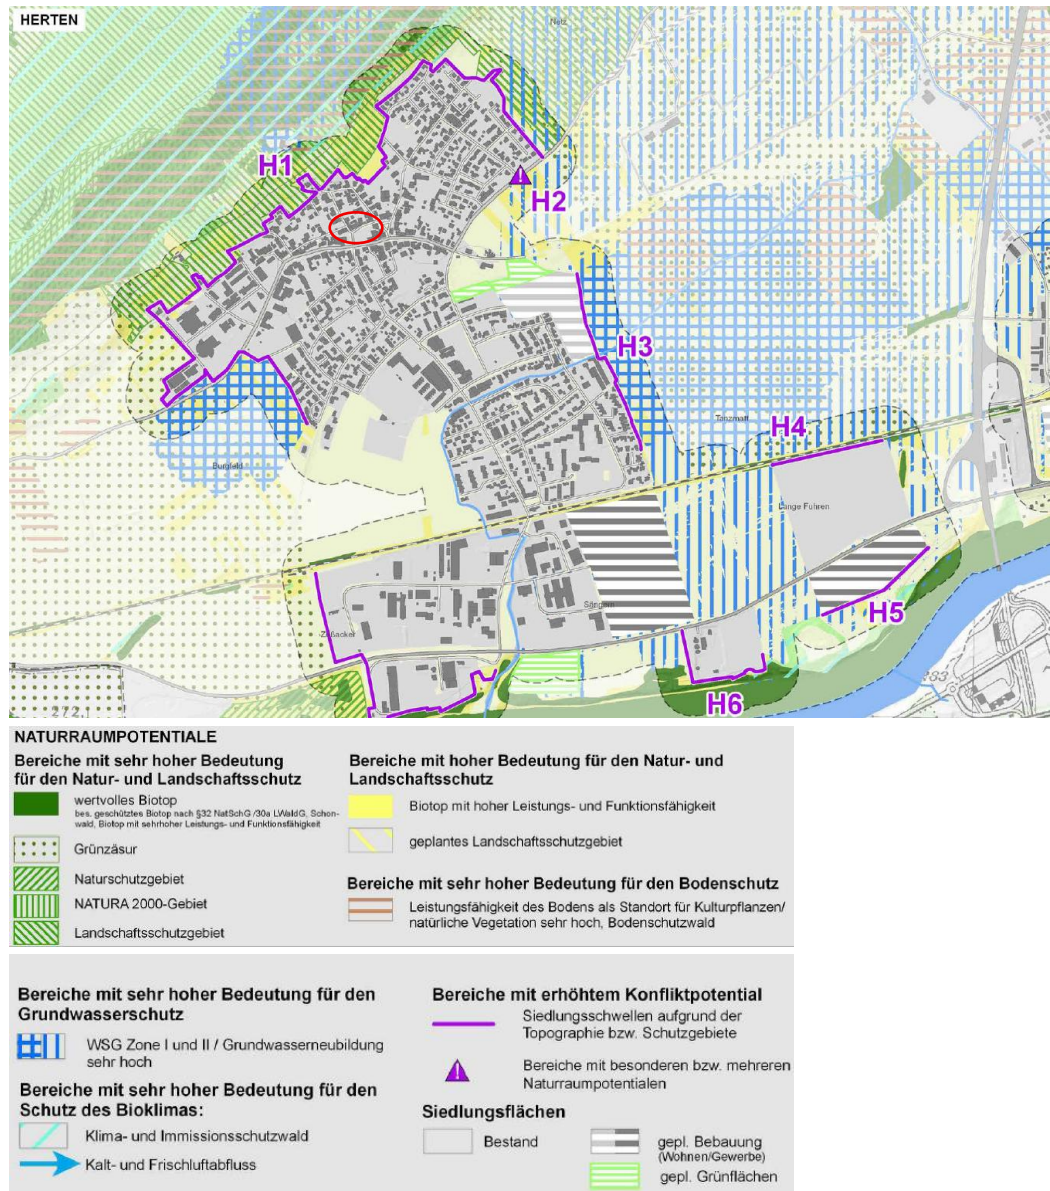 HERTEN
Netz
H1
H2
H3
Tanzmatt
H4
Burgfeld
Lange Fuhren
H5
H6
NATURRAUMPOTENTIALE
Bereiche mit sehr hoher Bedeutung
für den Natur- und Landschaftsschutz
wertvolles Biotop
bes. geschütztes Biotop nach §32 NatSchG /30a LWaldG, Schon-
wald, Biotop mit sehrhoher Leistungs- und Funktionsfähigkeit
Grünzäsur
Naturschutzgebiet
NATURA 2000-Gebiet
Landschaftsschutzgebiet
Bereiche mit hoher Bedeutung für den Natur- und
Landschaftsschutz
Biotop mit hoher Leistungs- und Funktionsfähigkeit
geplantes Landschaftsschutzgebiet
Bereiche mit sehr hoher Bedeutung für den Bodenschutz
Leistungsfähigkeit des Bodens als Standort für Kulturpflanzen/
natürliche Vegetation sehr hoch, Bodenschutzwald
Bereiche mit sehr hoher Bedeutung für den
Grundwasserschutz
WSG Zone I und II / Grundwasserneubildung
sehr hoch
Bereiche mit sehr hoher Bedeutung für den
Schutz des Bioklimas:
Klima- und Immissionsschutzwald
Kalt- und Frischluftabfluss
Bereiche mit erhöhtem Konfliktpotential
Siedlungsschwellen aufgrund der
Topographie bzw. Schutzgebiete
Bereiche mit besonderen bzw. mehreren
Naturraumpotentialen
Siedlungsflächen
Bestand
gepl. Bebauung
(Wohnen/Gewerbe)
gepl. Grünflächen